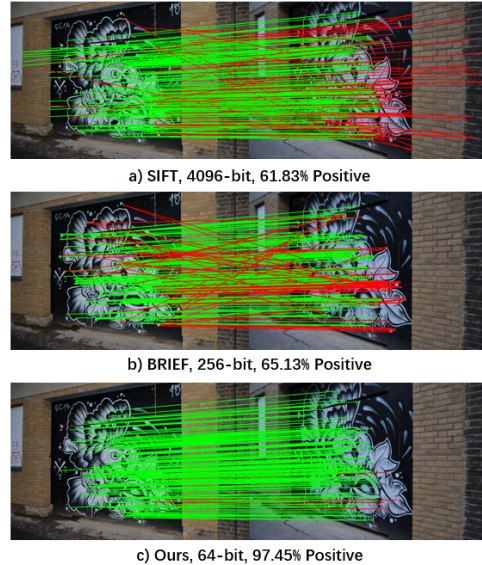 a) SIFT, 4096-bit, 61.83% Positive
b) BRIEF, 256-bit, 65.13% Positive
c) Ours, 64-bit, 97.45% Positive